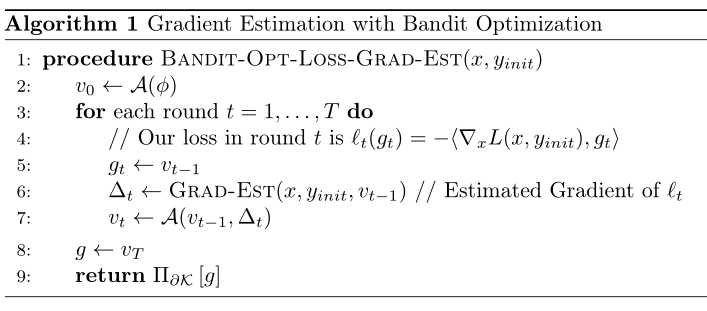 Algorithm 1 Gradient Estimation with Bandit Optimization
1: procedure BANDIT-OPT-LOSS-GRAD-EST(x, y_init)
2: v_0 ← 𝒜(ϕ)
3: for each round t = 1, . . . , T do
4: // Our loss in round t is ℓ_t(g_t) = −⟨∇_x L(x, y_init), g_t⟩
5: g_t ← v_{t−1}
6: Δ_t ← GRAD-EST(x, y_init, v_{t−1}) // Estimated Gradient of ℓ_t
7: v_t ← 𝒜(v_{t−1}, Δ_t)
8: g ← v_T
9: return Π_{∂𝒦} [g]